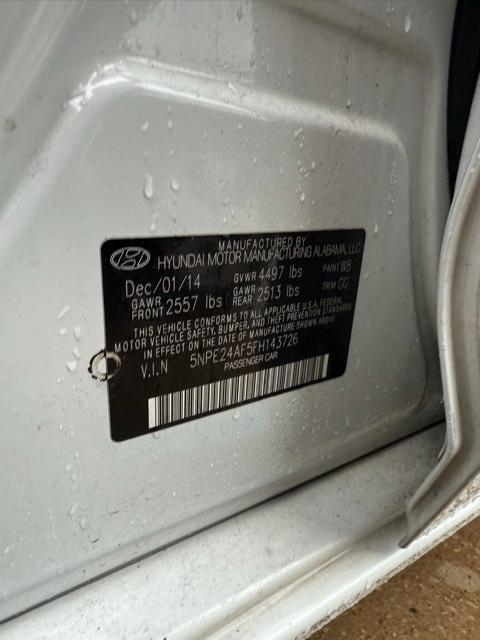 MANUFACTURED BY
HYUNDAI MOTOR MANUFACTURING ALABAMA, LLC
Dec/01/14 GVWR 4497 lbs PAINT W8
GAWR FRONT 2557 lbs GAWR REAR 2513 lbs TRIM GG
THIS VEHICLE CONFORMS TO ALL APPLICABLE U.S.A. FEDERAL
MOTOR VEHICLE SAFETY, BUMPER, AND THEFT PREVENTION STANDARDS
IN EFFECT ON THE DATE OF MANUFACTURE SHOWN ABOVE.
V.I.N 5NPE24AF5FH143726
PASSENGER CAR